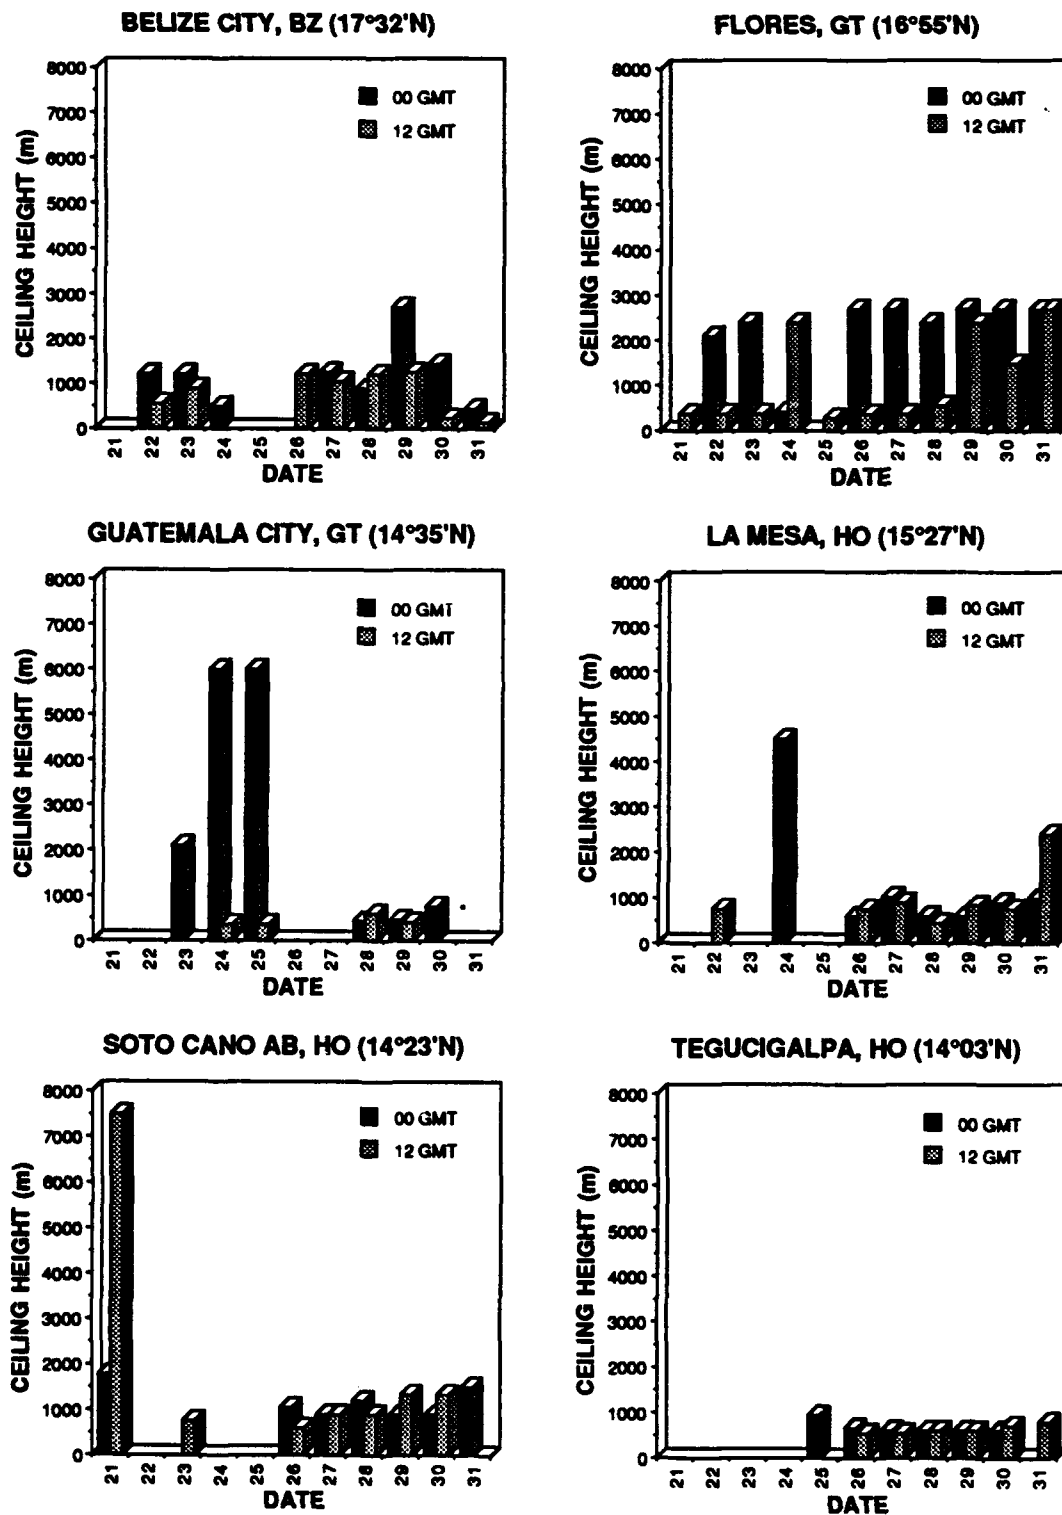 BELIZE CITY, BZ (17°32'N)
CEILING HEIGHT (m)
8000
7000
6000
5000
4000
3000
2000
1000
0
00 GMT
12 GMT
21 22 23 24 25 26 27 28 29 30 31
DATE
FLORES, GT (16°55'N)
CEILING HEIGHT (m)
8000
7000
6000
5000
4000
3000
2000
1000
0
00 GMT
12 GMT
21 22 23 24 25 26 27 28 29 30 31
DATE
GUATEMALA CITY, GT (14°35'N)
CEILING HEIGHT (m)
8000
7000
6000
5000
4000
3000
2000
1000
0
00 GMT
12 GMT
21 22 23 24 25 26 27 28 29 30 31
DATE
LA MESA, HO (15°27'N)
CEILING HEIGHT (m)
8000
7000
6000
5000
4000
3000
2000
1000
0
00 GMT
12 GMT
21 22 23 24 25 26 27 28 29 30 31
DATE
SOTO CANO AB, HO (14°23'N)
CEILING HEIGHT (m)
8000
7000
6000
5000
4000
3000
2000
1000
0
00 GMT
12 GMT
21 22 23 24 25 26 27 28 29 30 31
DATE
TEGUCIGALPA, HO (14°03'N)
CEILING HEIGHT (m)
8000
7000
6000
5000
4000
3000
2000
1000
0
00 GMT
12 GMT
21 22 23 24 25 26 27 28 29 30 31
DATE